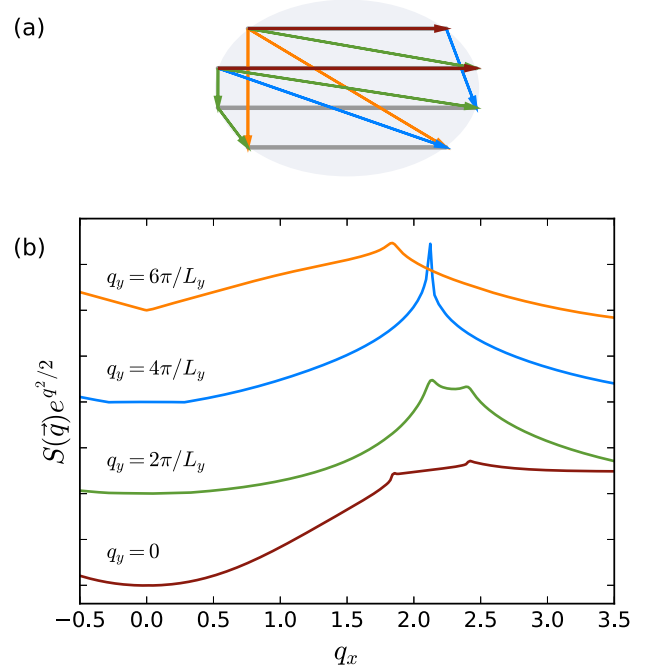 (a)
(b)
q_y = 6π/L_y
q_y = 4π/L_y
q_y = 2π/L_y
q_y = 0
S(q⃗)e^{q²/2}
−0.5 0.0 0.5 1.0 1.5 2.0 2.5 3.0 3.5
q_x